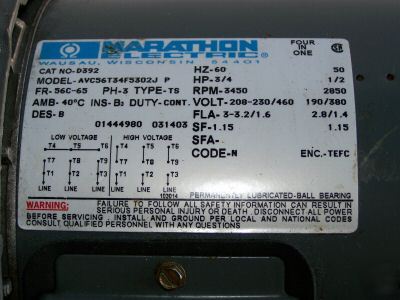 MARATHON
ELECTRIC®
WAUSAU, WISCONSIN 54401
FOUR
IN
ONE
CAT NO-D392
HZ-60 50
MODEL-AVC56T34F5302J P
HP-3/4 1/2
FR-56C-65 PH-3 TYPE-TS
RPM-3450 2850
AMB-40°C INS-B3 DUTY-CONT.
VOLT-208-230/460 190/380
DES-B
FLA-3-3.2/1.6 2.8/1.4
01444980 031403
SF-1.15 1.15
LOW VOLTAGE HIGH VOLTAGE
SFA-
CODE-N ENC.-TEFC
T4 T5 T6 T4 T5 T6
T7 T8 T9 T7 T8 T9
T1 T2 T3 T1 T2 T3
LINE LINE LINE LINE LINE LINE
102014
PERMANENTLY LUBRICATED-BALL BEARING
WARNING: FAILURE TO FOLLOW ALL INSTRUCTIONS CAN RESULT IN
SERIOUS PERSONAL INJURY OR DEATH. DISCONNECT ALL POWER
BEFORE SERVICING. INSTALL AND GROUND PER LOCAL AND NATIONAL CODES.
CONSULT QUALIFIED PERSONNEL WITH ANY QUESTIONS